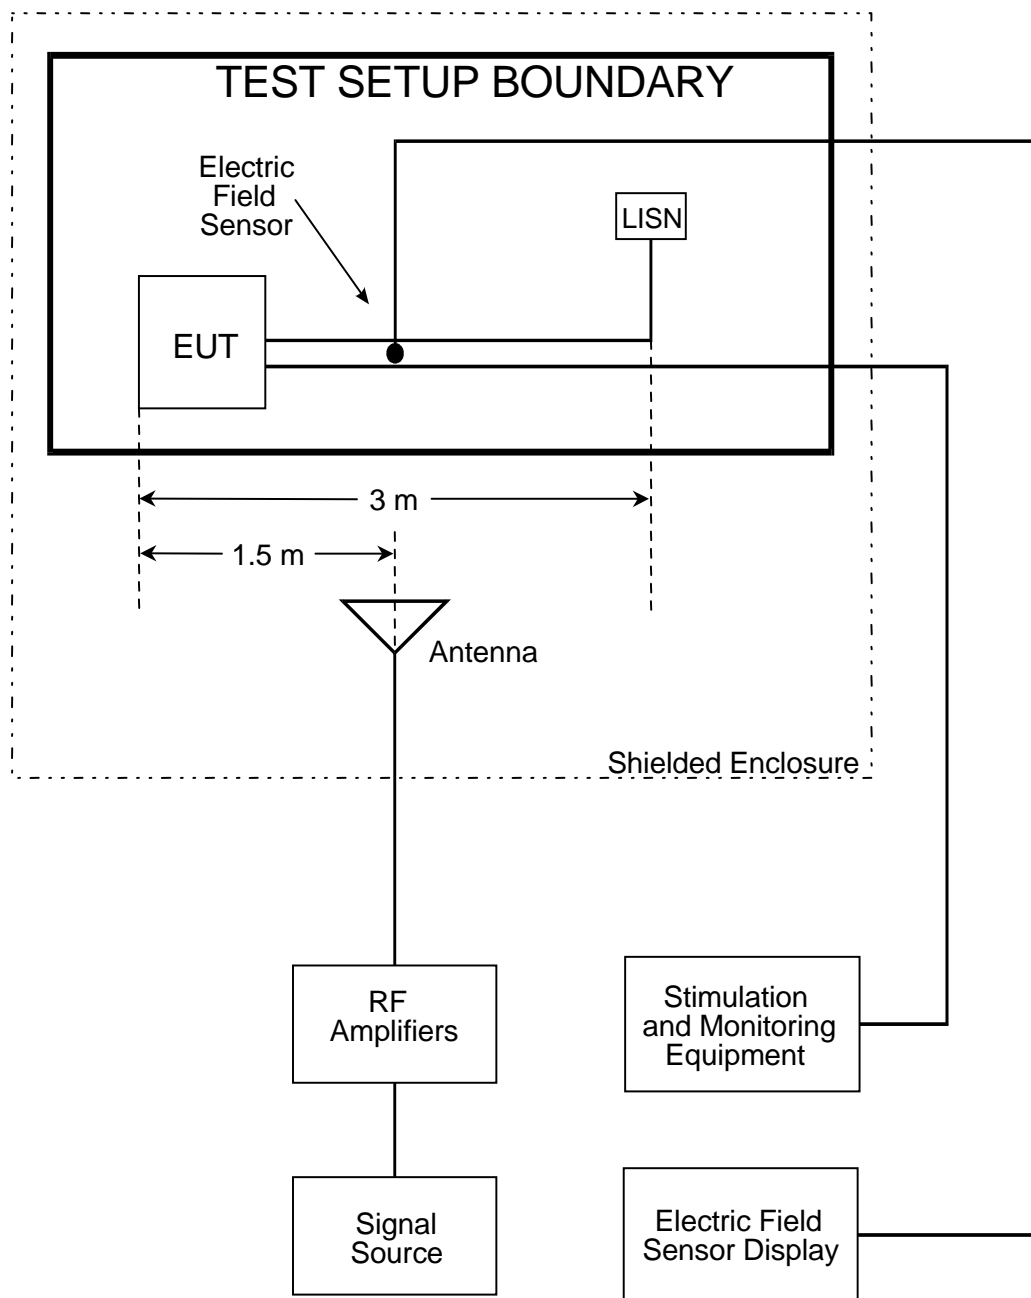 TEST SETUP BOUNDARY
Electric
Field
Sensor
LISN
EUT
3 m
1.5 m
Antenna
Shielded Enclosure
RF
Amplifiers
Stimulation
and Monitoring
Equipment
Signal
Source
Electric Field
Sensor Display